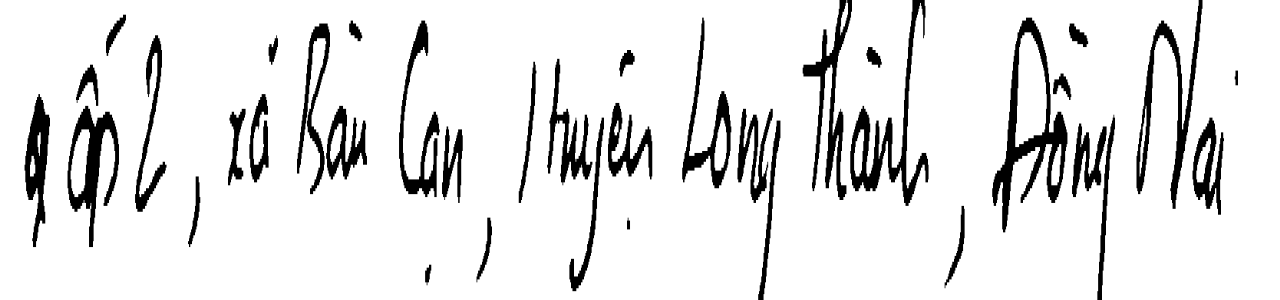 ấp 2, xã Bàu Cạn, Huyện Long Thành, Đồng Nai